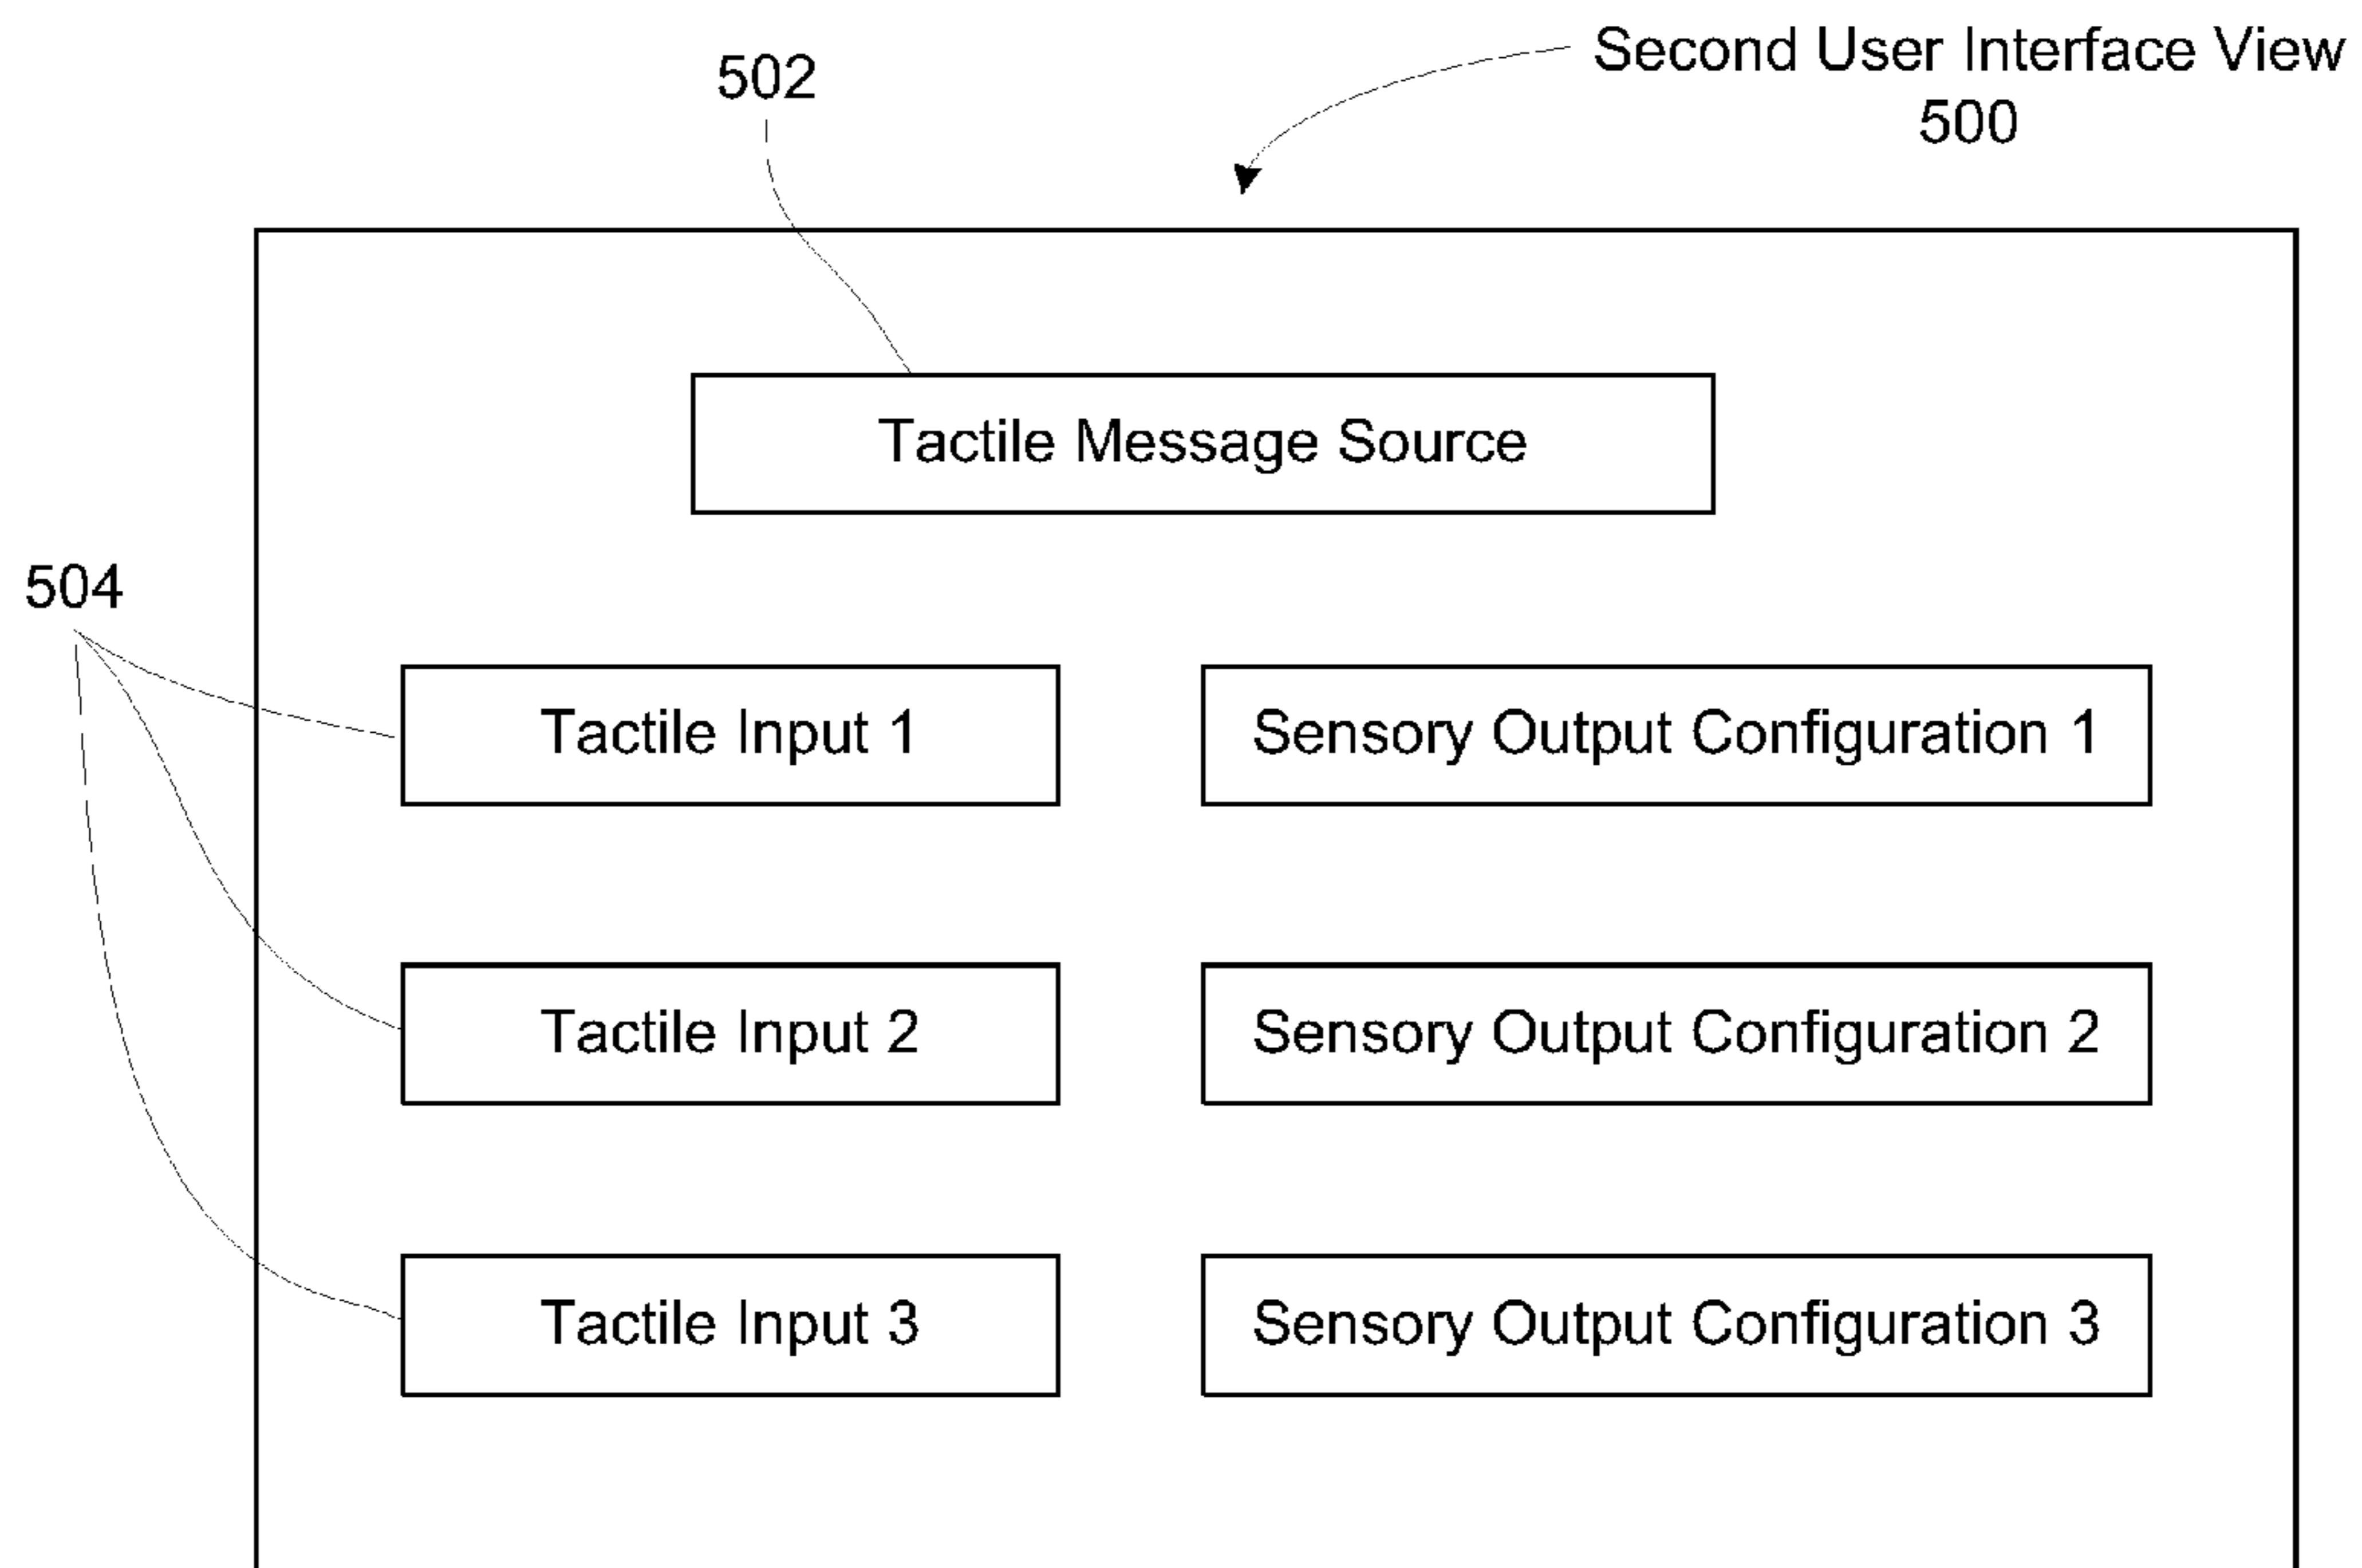 Second User Interface View
500
502
Tactile Message Source
504
Tactile Input 1
Sensory Output Configuration 1
Tactile Input 2
Sensory Output Configuration 2
Tactile Input 3
Sensory Output Configuration 3